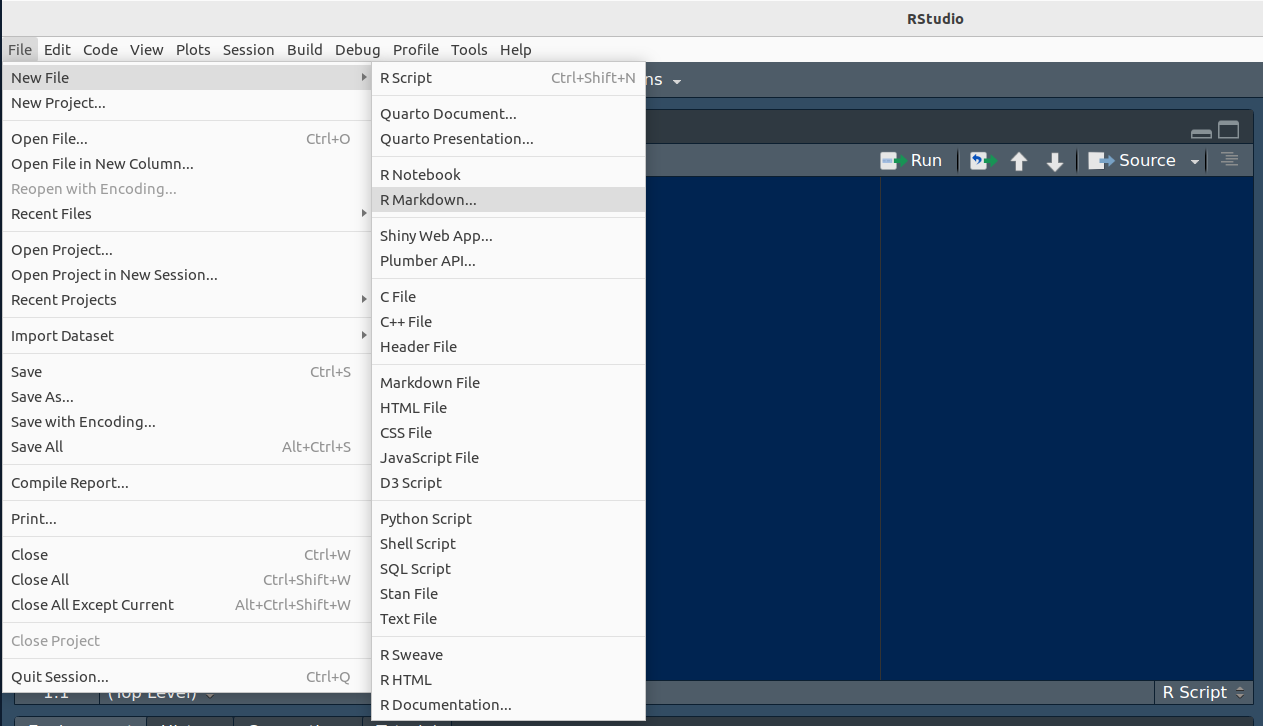 RStudio
File Edit Code View Plots Session Build Debug Profile Tools Help
New File
New Project...
Open File... Ctrl+O
Open File in New Column...
Reopen with Encoding...
Recent Files
Open Project...
Open Project in New Session...
Recent Projects
Import Dataset
Save Ctrl+S
Save As...
Save with Encoding...
Save All Alt+Ctrl+S
Compile Report...
Print...
Close Ctrl+W
Close All Ctrl+Shift+W
Close All Except Current Alt+Ctrl+Shift+W
Close Project
Quit Session... Ctrl+Q
R Script Ctrl+Shift+N
Quarto Document...
Quarto Presentation...
R Notebook
R Markdown...
Shiny Web App...
Plumber API...
C File
C++ File
Header File
Markdown File
HTML File
CSS File
JavaScript File
D3 Script
Python Script
Shell Script
SQL Script
Stan File
Text File
R Sweave
R HTML
R Documentation...
ns
Run Source
1:1 (Top Level) R Script